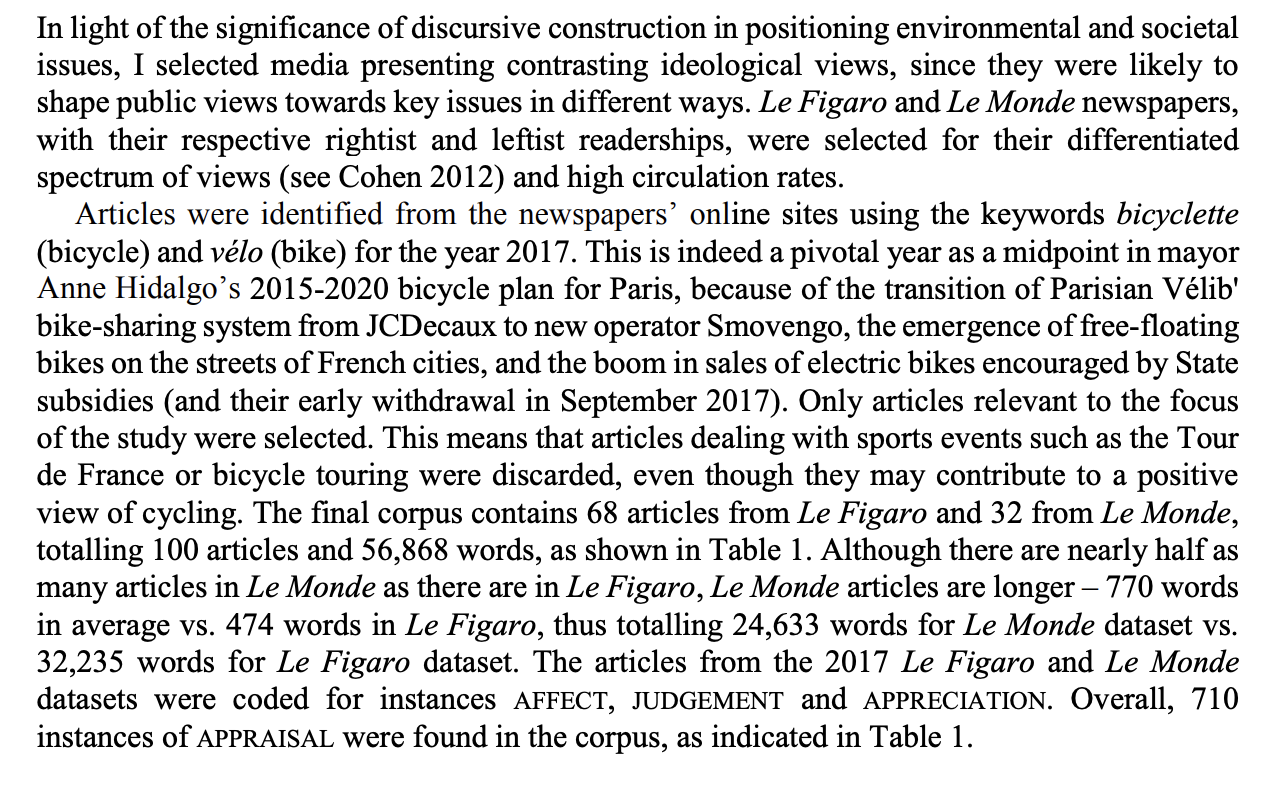 In light of the significance of discursive construction in positioning environmental and societal
issues, I selected media presenting contrasting ideological views, since they were likely to
shape public views towards key issues in different ways. Le Figaro and Le Monde newspapers,
with their respective rightist and leftist readerships, were selected for their differentiated
spectrum of views (see Cohen 2012) and high circulation rates.
Articles were identified from the newspapers’ online sites using the keywords bicyclette
(bicycle) and vélo (bike) for the year 2017. This is indeed a pivotal year as a midpoint in mayor
Anne Hidalgo’s 2015-2020 bicycle plan for Paris, because of the transition of Parisian Vélib'
bike-sharing system from JCDecaux to new operator Smovengo, the emergence of free-floating
bikes on the streets of French cities, and the boom in sales of electric bikes encouraged by State
subsidies (and their early withdrawal in September 2017). Only articles relevant to the focus
of the study were selected. This means that articles dealing with sports events such as the Tour
de France or bicycle touring were discarded, even though they may contribute to a positive
view of cycling. The final corpus contains 68 articles from Le Figaro and 32 from Le Monde,
totalling 100 articles and 56,868 words, as shown in Table 1. Although there are nearly half as
many articles in Le Monde as there are in Le Figaro, Le Monde articles are longer – 770 words
in average vs. 474 words in Le Figaro, thus totalling 24,633 words for Le Monde dataset vs.
32,235 words for Le Figaro dataset. The articles from the 2017 Le Figaro and Le Monde
datasets were coded for instances AFFECT, JUDGEMENT and APPRECIATION. Overall, 710
instances of APPRAISAL were found in the corpus, as indicated in Table 1.